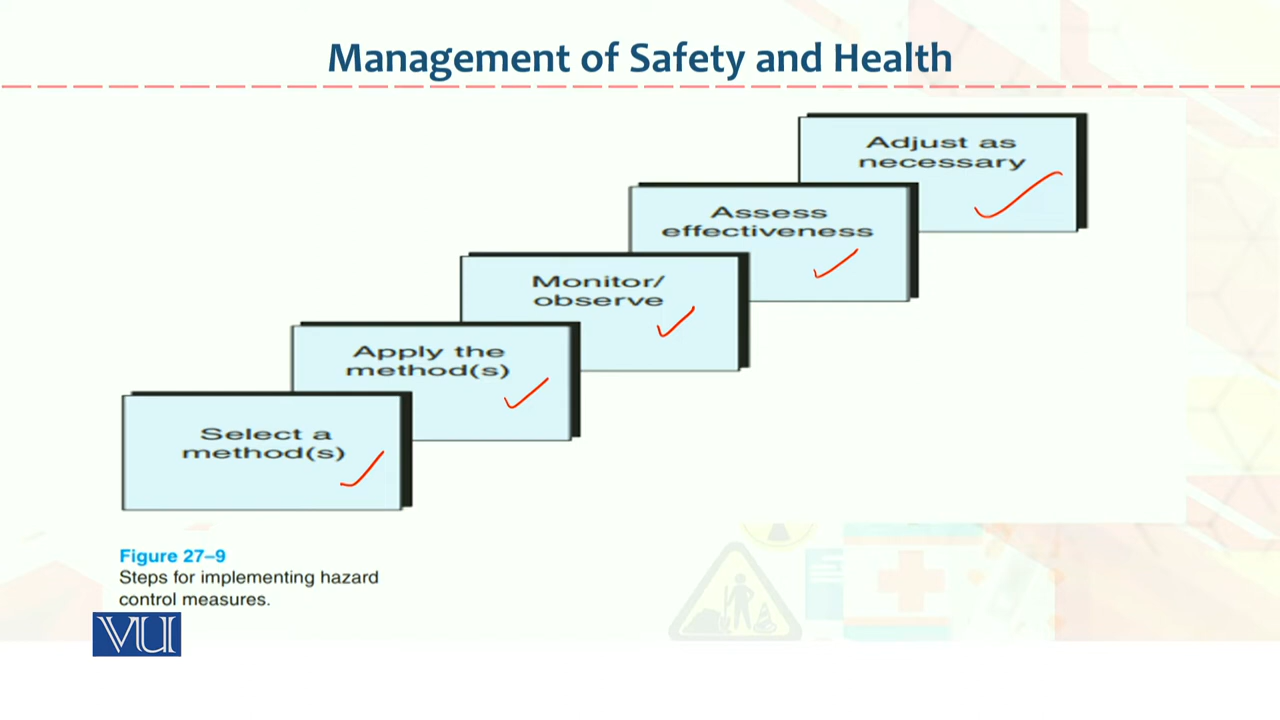 Management of Safety and Health
Adjust as
necessary
Assess
effectiveness
Monitor/
observe
Apply the
method(s)
Select a
method(s)
Figure 27–9
Steps for implementing hazard
control measures.
VU